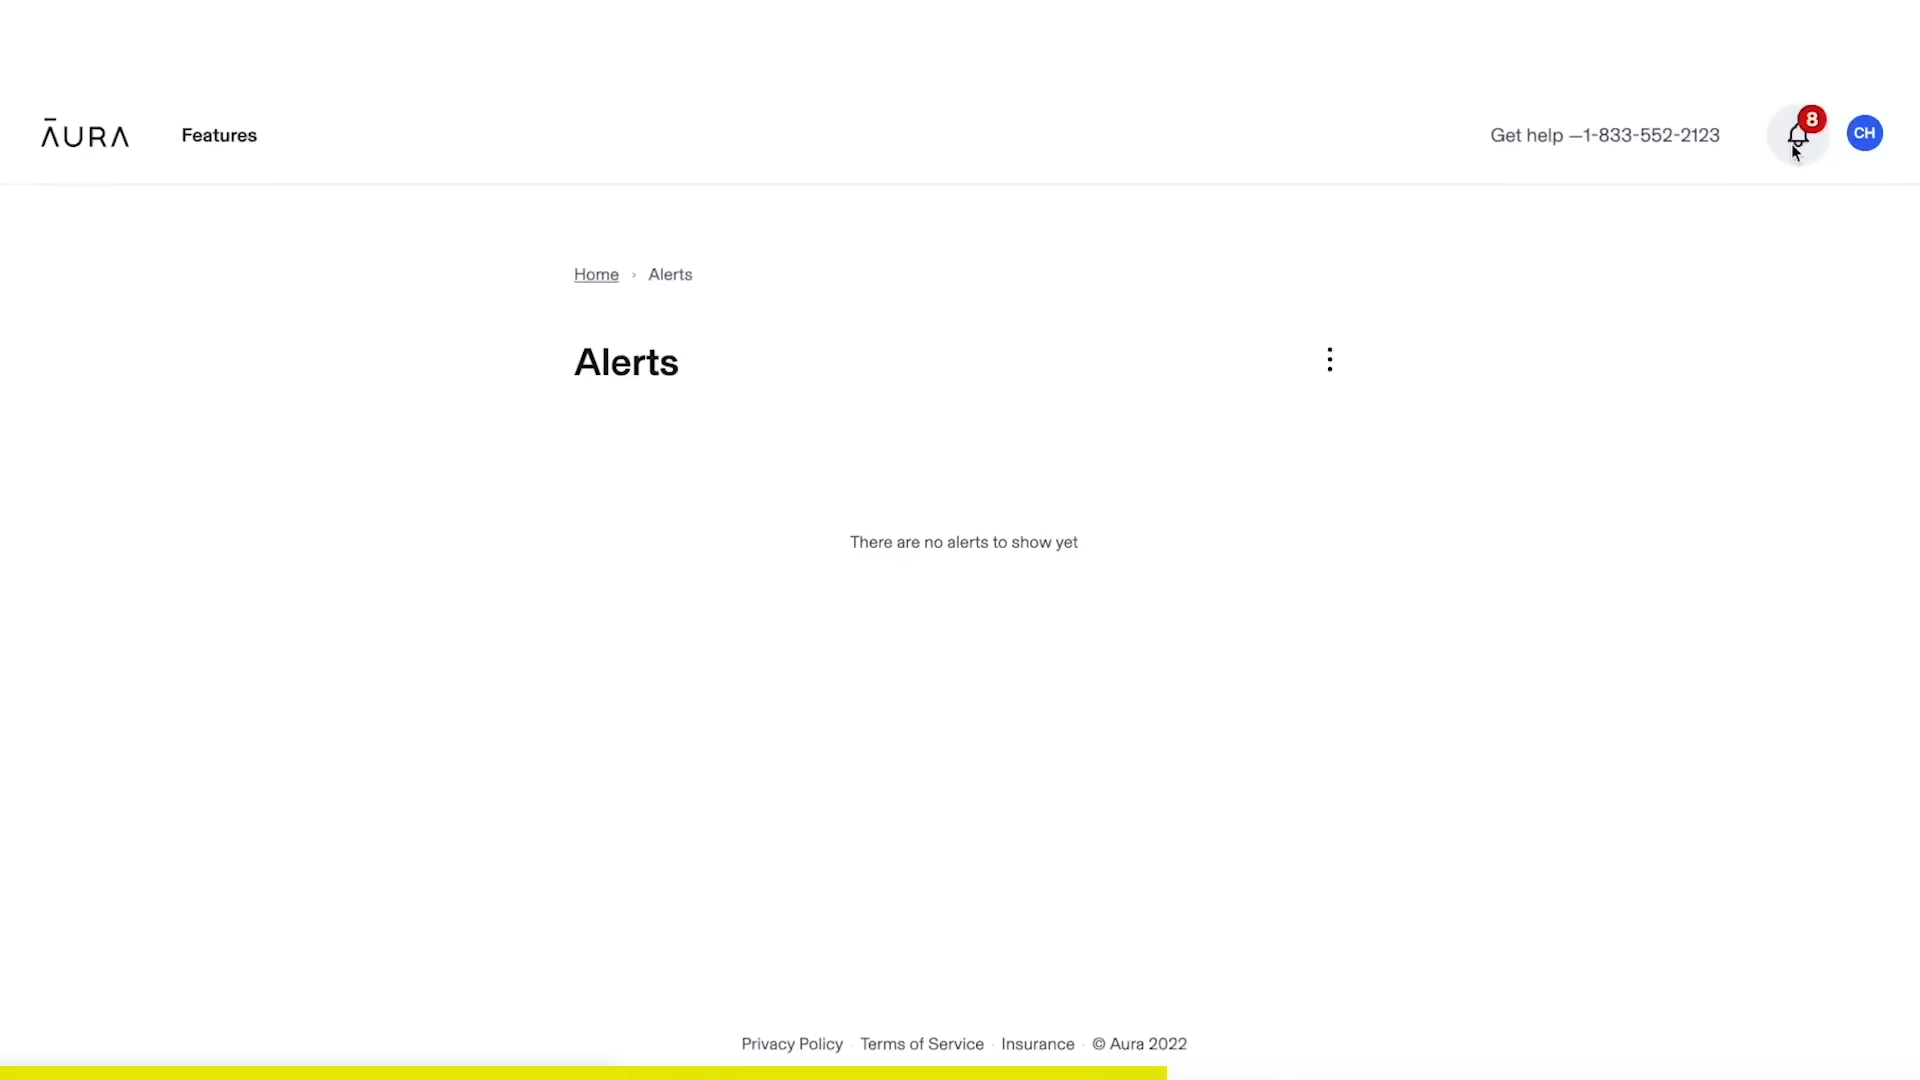 ĀURA Features Get help —1-833-552-2123 8 CH
Home › Alerts
Alerts
There are no alerts to show yet
Privacy Policy · Terms of Service · Insurance · © Aura 2022